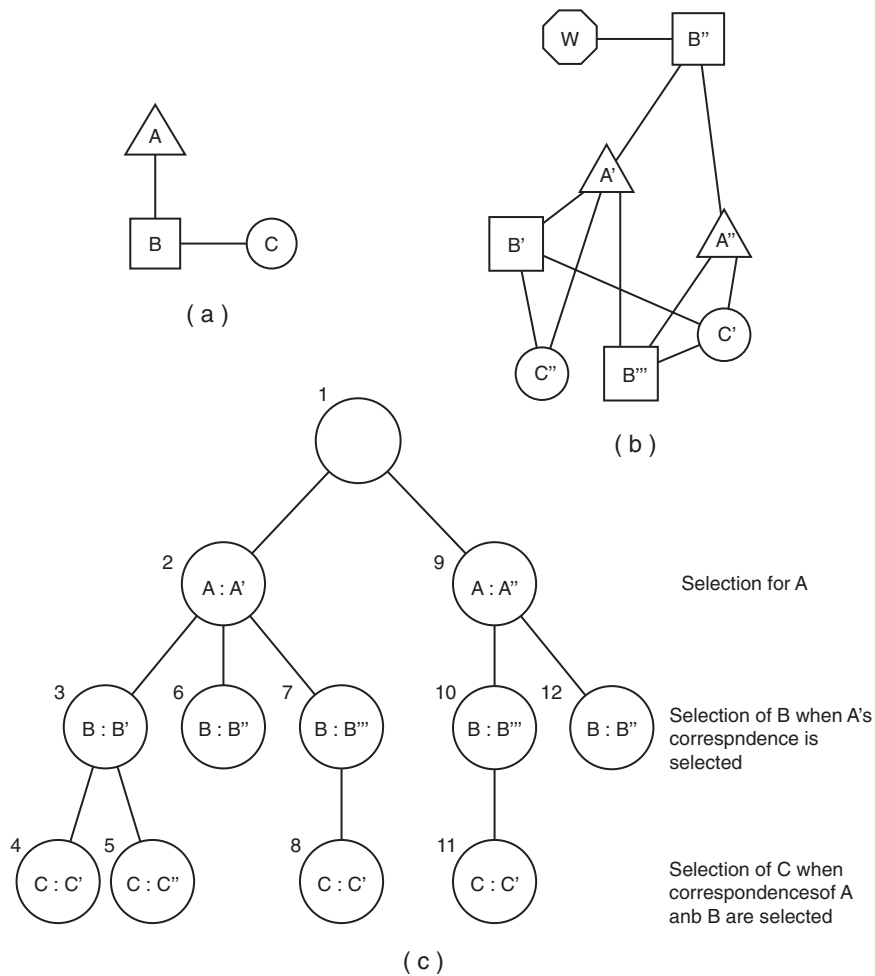 W
B”
A
A’
B
C
B’
A”
C’
C”
B”’
( a )
( b )
1
2
A : A’
9
A : A”
Selection for A
3
B : B’
6
B : B”
7
B : B”’
10
B : B”’
12
B : B”
Selection of B when A’s
correspndence is
selected
4
C : C’
5
C : C”
8
C : C’
11
C : C’
Selection of C when
correspondencesof A
anb B are selected
( c )